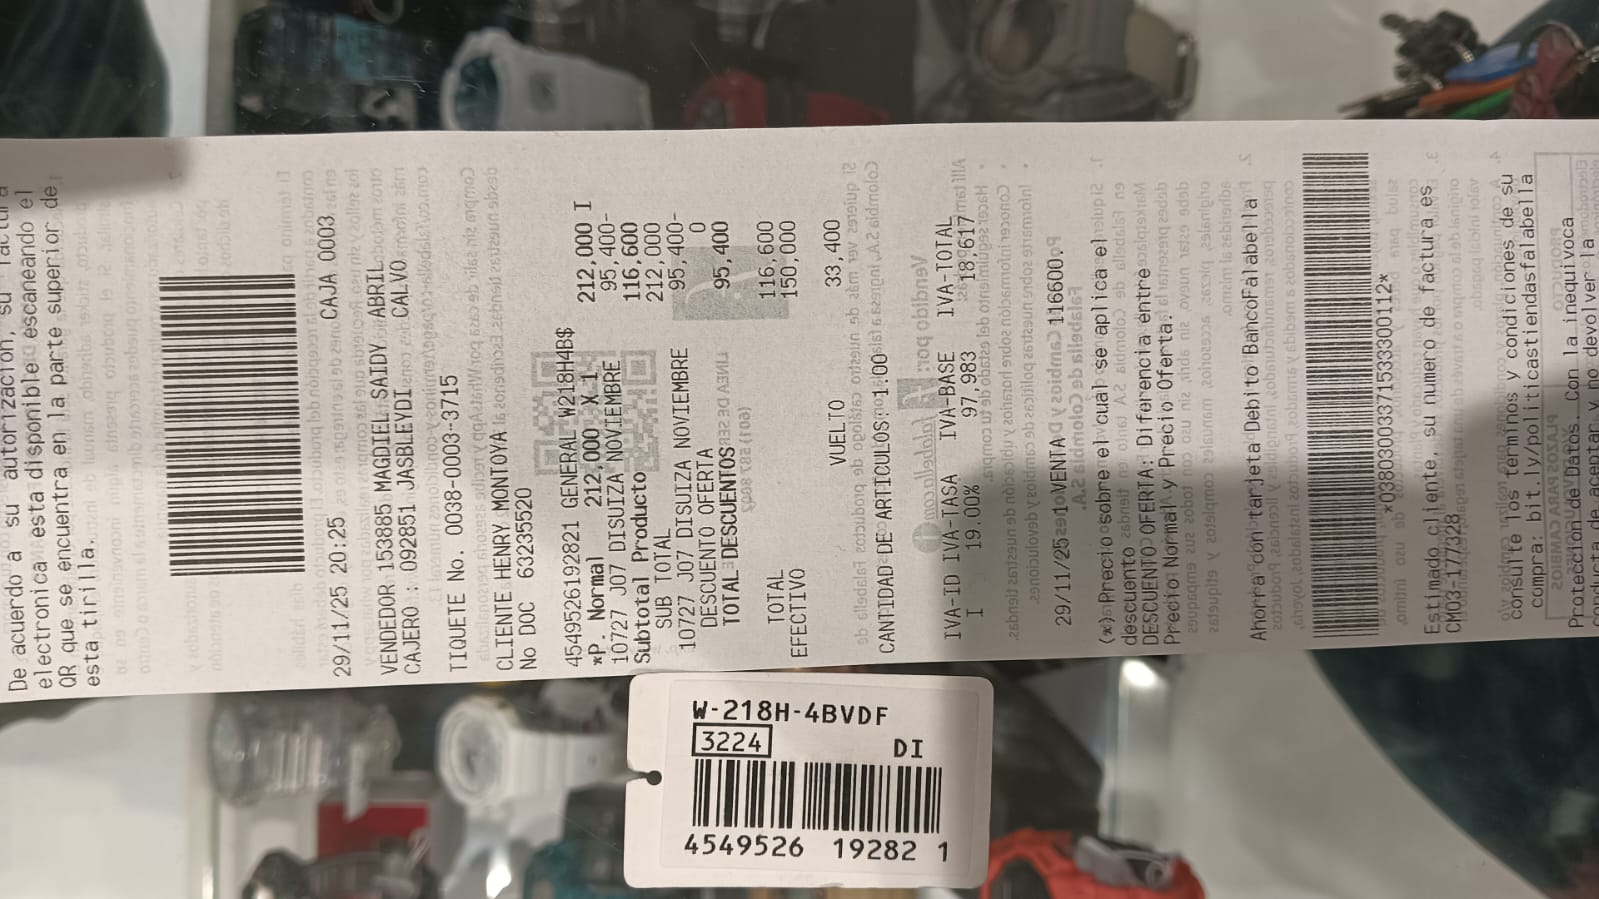 De acuerdo a su autorizacion, su factura
electronica esta disponible escaneando el
QR que se encuentra en la parte superior de
esta tirilla.
29/11/25 20:25 CAJA 0003
VENDEDOR 153885 MAGDIEL SAIDY ABRIL
CAJERO : 092851 JASBLEYDI CALVO
TIQUETE No. 0038-0003-3715
CLIENTE HENRY MONTOYA
No DOC 63235520
4549526192821 GENERAL W218H4B$ 212,000 I
*P. Normal 212,000 X 1
10727 J07 DISUIZA NOVIEMBRE 95,400-
Subtotal Producto 116,600
SUB TOTAL 212,000
10727 J07 DISUIZA NOVIEMBRE 95,400-
DESCUENTO OFERTA 0
TOTAL DESCUENTOS 95,400
TOTAL 116,600
EFECTIVO 150,000
VUELTO 33,400
CANTIDAD DE ARTICULOS: 1.00
IVA-ID IVA-TASA IVA-BASE IVA-TOTAL
I 19.00% 97,983 18,617
29/11/25 1 VENTA 116600
(*) Precio sobre el cual se aplica el
descuento
DESCUENTO OFERTA: Diferencia entre
Precio Normal y Precio Oferta.
Ahorra con tarjeta Debito BancoFalabella
*03803000333715333300112*
Estimado cliente, su numero de factura es
CM03-177328
consulte los terminos y condiciones de su
compra: bit.ly/politicastiendasfalabella
Proteccion de Datos. Con la inequivoca
conducta de aceptar y no devolver la
W-218H-4BVDF
3224 DI
4549526 19282 1